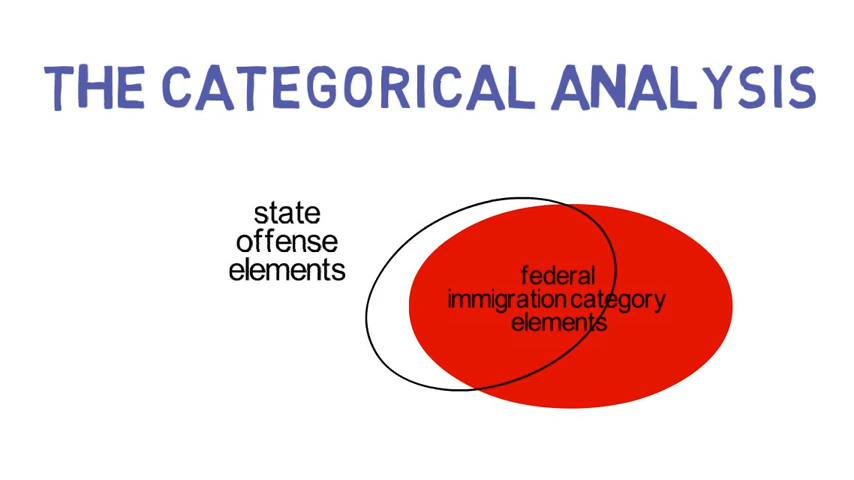 THE CATEGORICAL ANALYSIS
state
offense
elements
federal
immigration category
elements